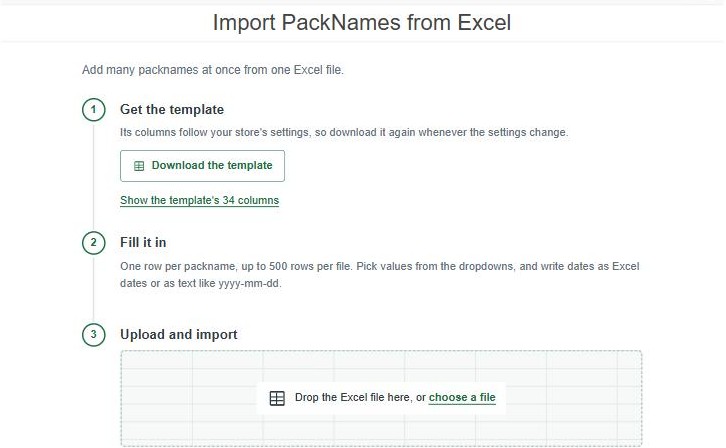 Import PackNames from Excel
Add many packnames at once from one Excel file.
1
Get the template
Its columns follow your store's settings, so download it again whenever the settings change.
Download the template
Show the template's 34 columns
2
Fill it in
One row per packname, up to 500 rows per file. Pick values from the dropdowns, and write dates as Excel
dates or as text like yyyy-mm-dd.
3
Upload and import
Drop the Excel file here, or choose a file